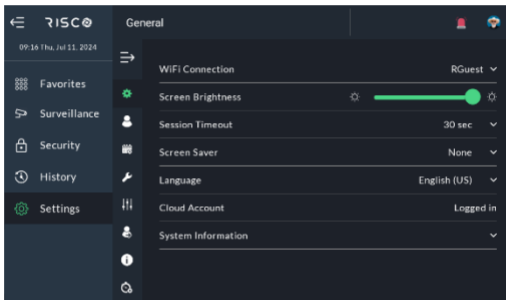 RISCO
General
09:16 Thu, Jul 11, 2024
Favorites
Surveillance
Security
History
Settings
WiFi Connection RGuest
Screen Brightness
Session Timeout 30 sec
Screen Saver None
Language English (US)
Cloud Account Logged in
System Information